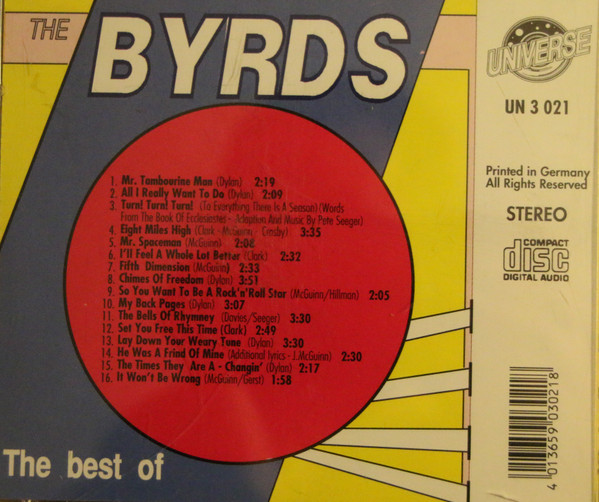 THE BYRDS
1. Mr. Tambourine Man (Dylan) 2:19
2. All I Really Want To Do (Dylan) 2:09
3. Turn! Turn! Turn! (To Everything There Is A Season) (Words
From The Book Of Ecclesiastes - Adaption And Music By Pete Seeger)
4. Eight Miles High (Clark - McGuinn - Crosby) 3:35
5. Mr. Spaceman (McGuinn) 2:08
6. I'll Feel A Whole Lot Better (Clark) 2:32
7. Fifth Dimension (McGuinn) 2:33
8. Chimes Of Freedom (Dylan) 3:51
9. So You Want To Be A Rock'n'Roll Star (McGuinn/Hillman) 2:05
10. My Back Pages (Dylan) 3:07
11. The Bells Of Rhymney (Davies/Seeger) 3:30
12. Set You Free This Time (Clark) 2:49
13. Lay Down Your Weary Tune (Dylan) 3:30
14. He Was A Frind Of Mine (Additional lyrics - J.McGuinn) 2:30
15. The Times They Are A - Changin' (Dylan) 2:17
16. It Won't Be Wrong (McGuinn/Gerst) 1:58
The best of
UNIVERSE
UN 3 021
Printed in Germany
All Rights Reserved
STEREO
COMPACT
disc
DIGITAL AUDIO
4 013659 030218